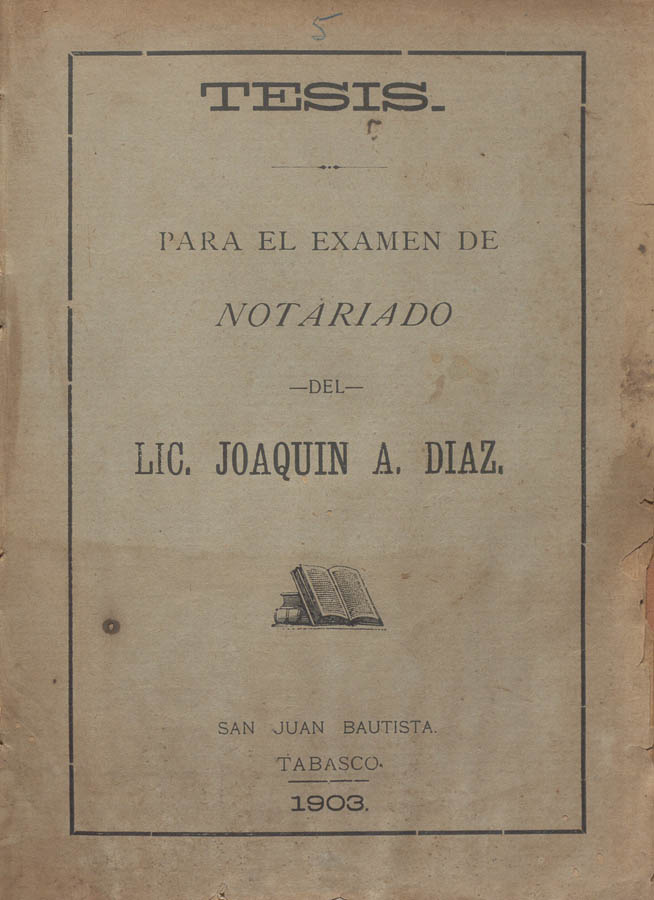 5
TESIS.
PARA EL EXAMEN DE
NOTARIADO
—DEL—
LIC. JOAQUIN A. DIAZ.
SAN JUAN BAUTISTA.
TABASCO.
1903.